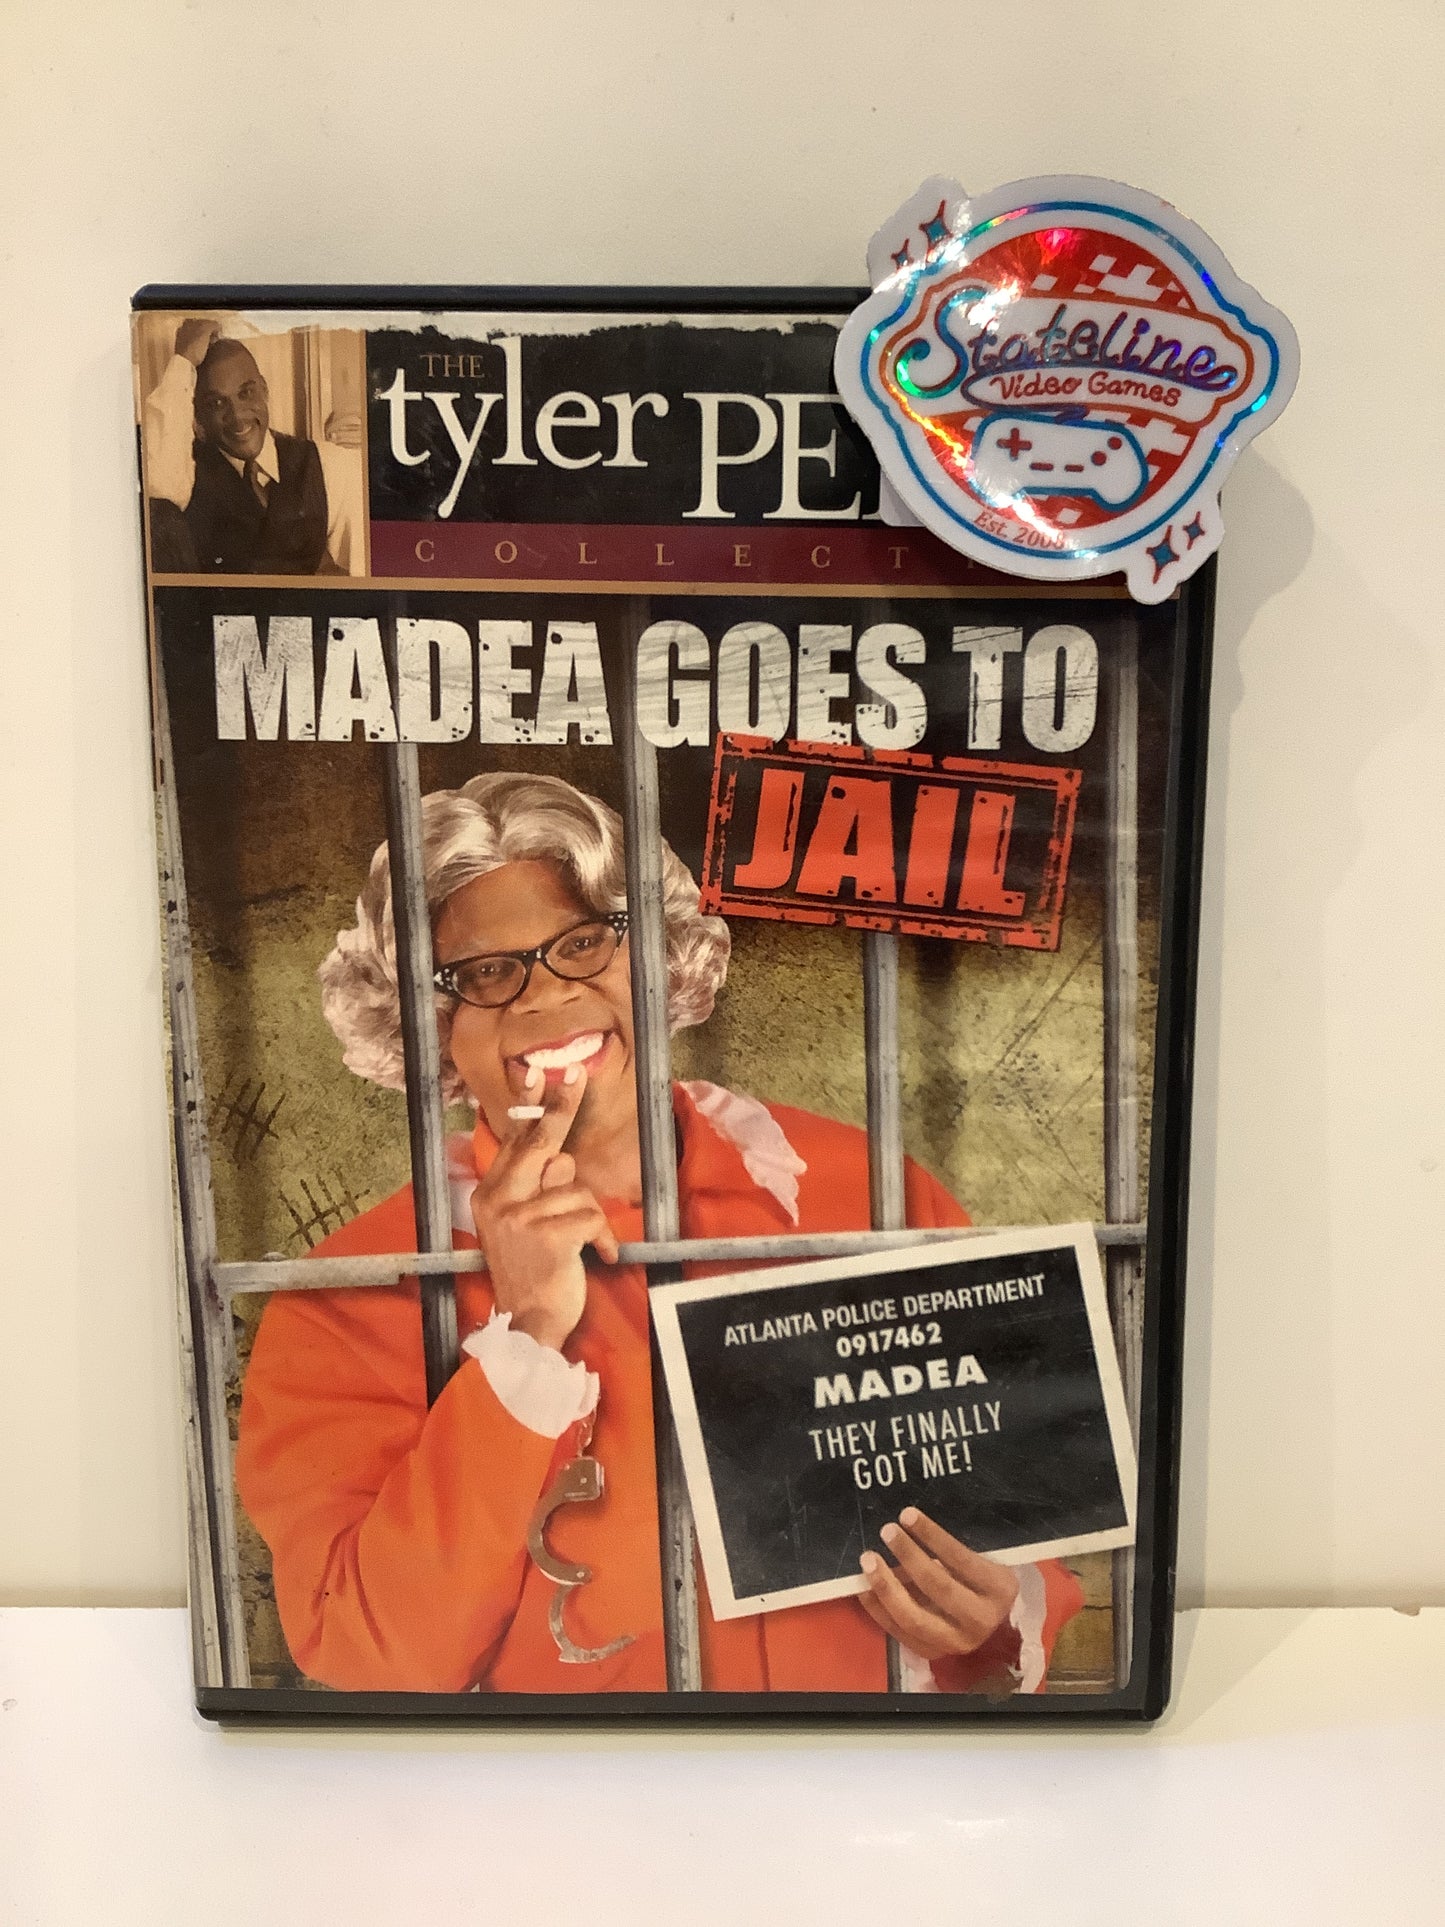 THE
tyler PE
COLLECT
Stateline
Video Games
Est. 2008
MADEA GOES TO
JAIL
ATLANTA POLICE DEPARTMENT
0917462
MADEA
THEY FINALLY
GOT ME!